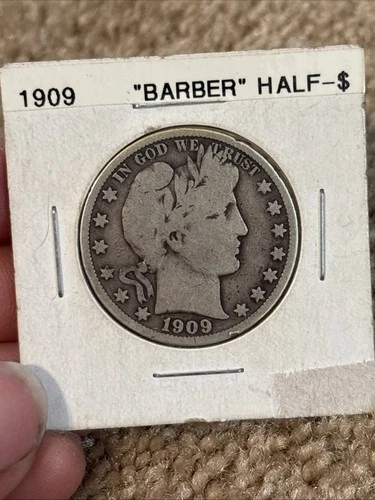 1909 "BARBER" HALF-$
IN GOD WE TRUST
1909